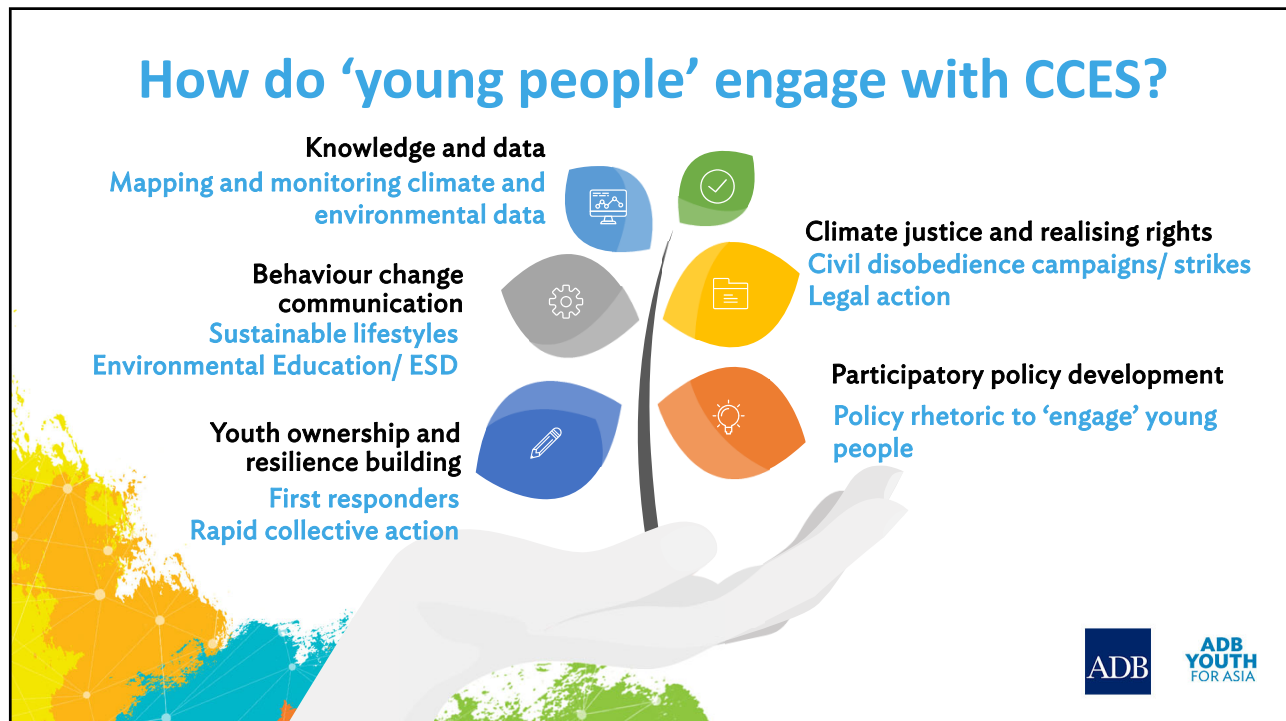 How do ‘young people’ engage with CCES?
Knowledge and data
Mapping and monitoring climate and
environmental data
Behaviour change
communication
Sustainable lifestyles
Environmental Education/ ESD
Youth ownership and
resilience building
First responders
Rapid collective action
Climate justice and realising rights
Civil disobedience campaigns/ strikes
Legal action
Participatory policy development
Policy rhetoric to ‘engage’ young
people
ADB
ADB
YOUTH
FOR ASIA